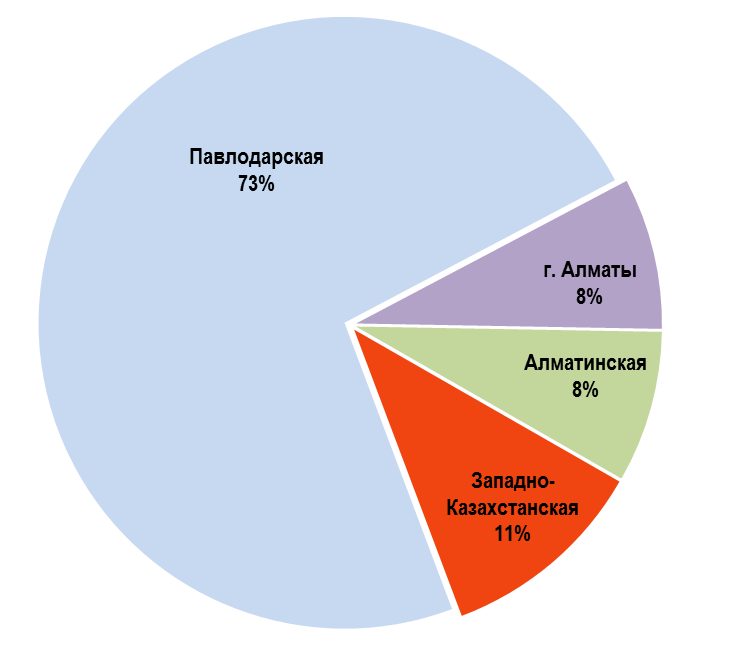 Павлодарская
73%
г. Алматы
8%
Алматинская
8%
Западно-
Казахстанская
11%